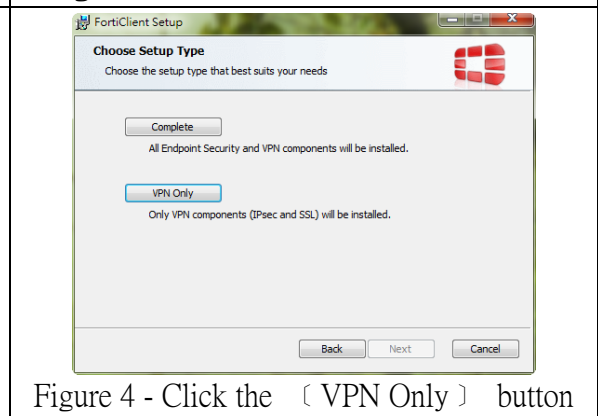 FortiClient Setup
Choose Setup Type
Choose the setup type that best suits your needs
Complete
All Endpoint Security and VPN components will be installed.
VPN Only
Only VPN components (IPsec and SSL) will be installed.
Back Next Cancel
Figure 4 - Click the 〔VPN Only〕 button